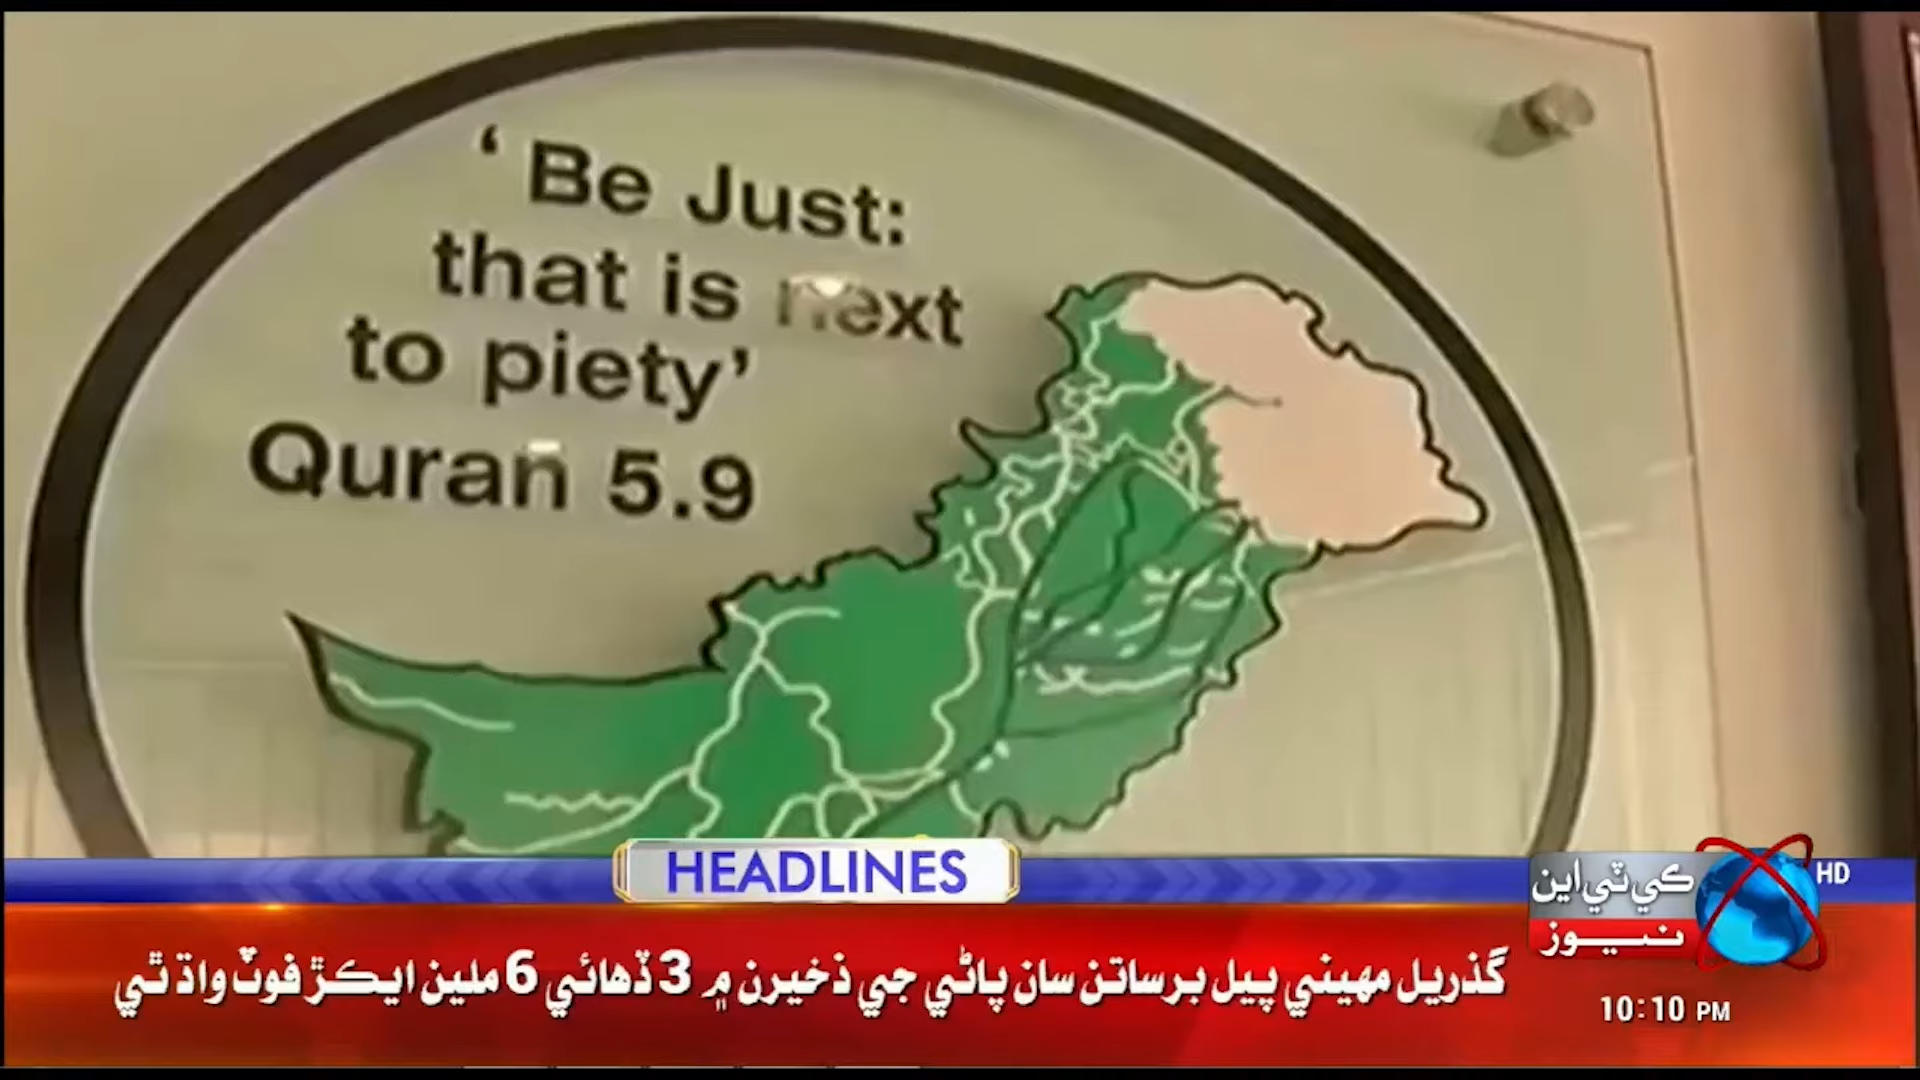 ‘ Be Just:
that is next
to piety’
Quran 5.9
HEADLINES
ڪي ٽي اين
نيوز
HD
گذريل مهيني پيل برساتن سان پاڻي جي ذخيرن ۾ 3 ڏهائي 6 ملين ايڪڙ فوٽ واڌ ٿي
10:10 PM